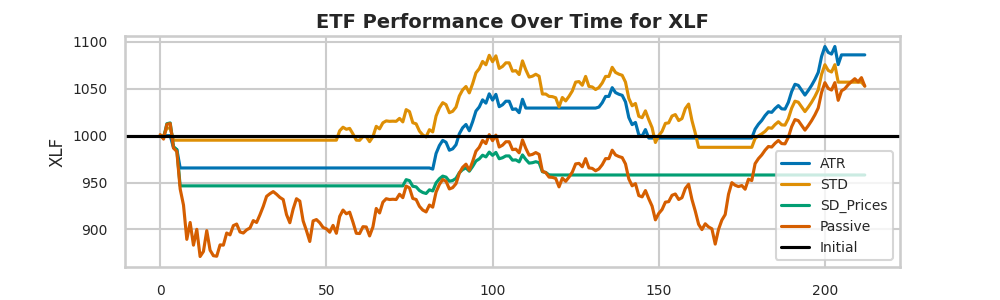 ETF Performance Over Time for XLF
1100
1050
1000
950
900
XLF
ATR
STD
SD_Prices
Passive
Initial
0
50
100
150
200